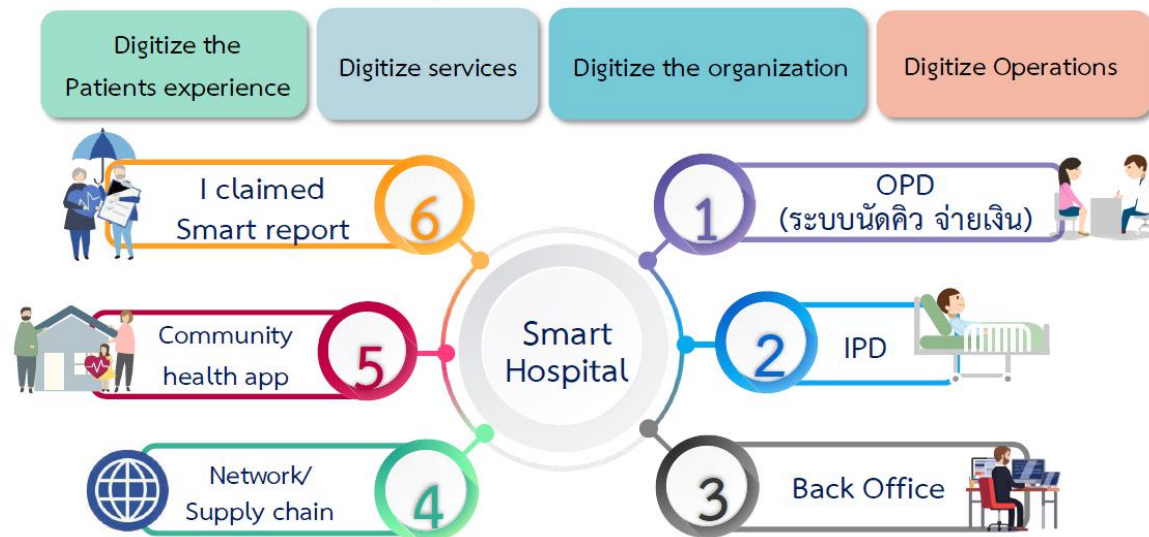 Digitize the
Patients experience
Digitize services
Digitize the organization
Digitize Operations
I claimed
Smart report
6
1
OPD
(ระบบนัดคิว จ่ายเงิน)
Community
health app
5
Smart
Hospital
2
IPD
Network/
Supply chain
4
3
Back Office